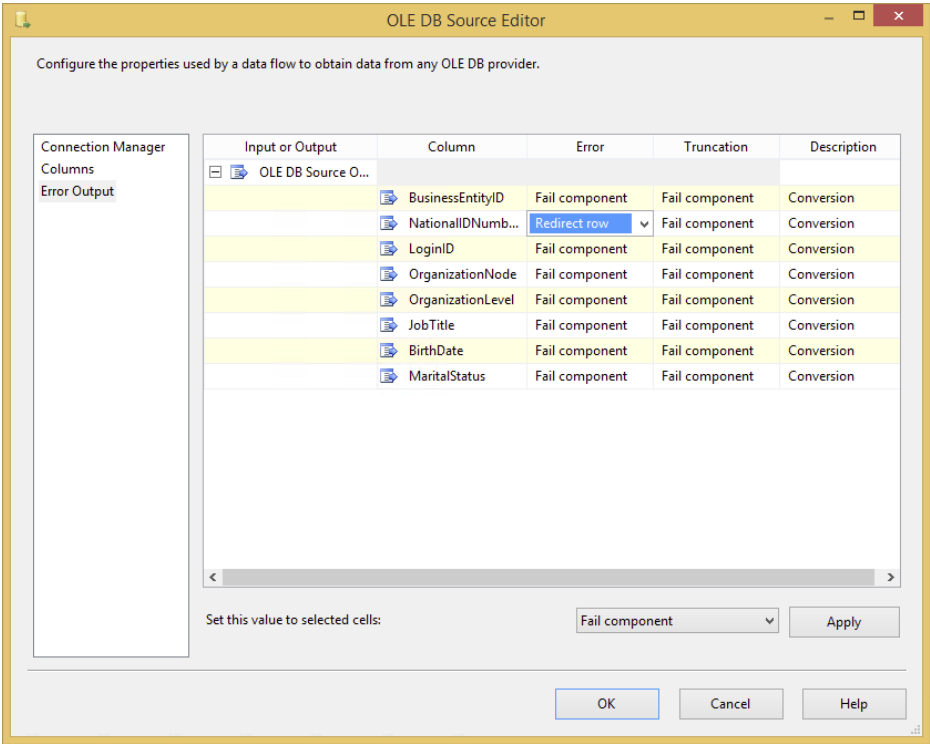 OLE DB Source Editor
Configure the properties used by a data flow to obtain data from any OLE DB provider.
Connection Manager
Columns
Error Output
Input or Output Column Error Truncation Description
OLE DB Source O...
BusinessEntityID Fail component Fail component Conversion
NationalIDNumb... Redirect row Fail component Conversion
LoginID Fail component Fail component Conversion
OrganizationNode Fail component Fail component Conversion
OrganizationLevel Fail component Fail component Conversion
JobTitle Fail component Fail component Conversion
BirthDate Fail component Fail component Conversion
MaritalStatus Fail component Fail component Conversion
Set this value to selected cells: Fail component Apply
OK Cancel Help